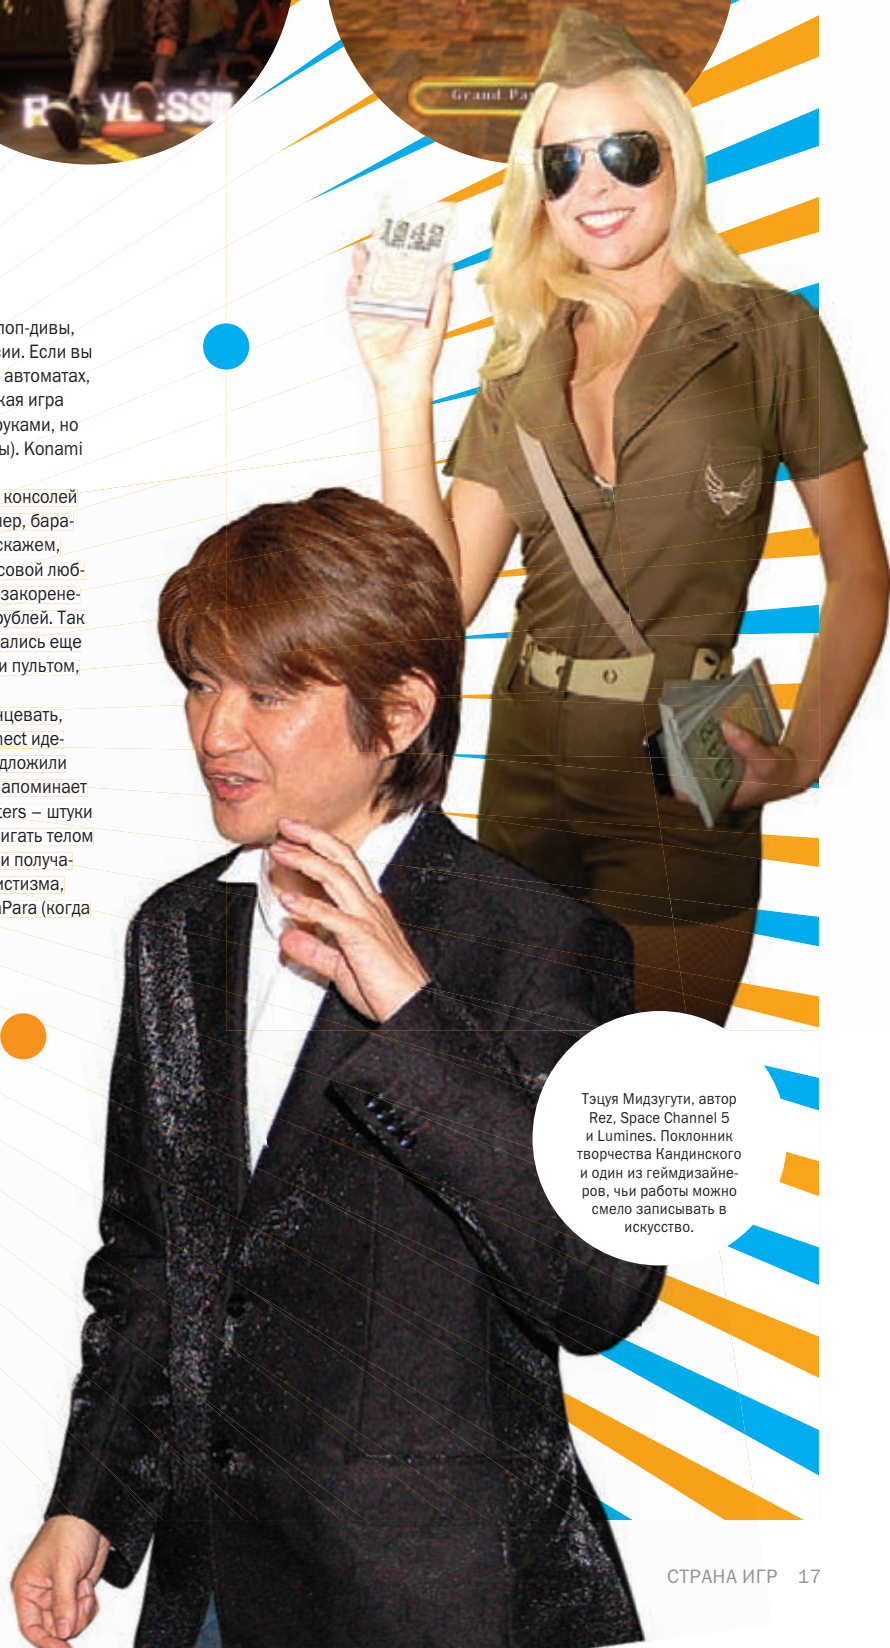 Grand
поп-дивы,
сии. Если вы
автоматах,
кая игра
руками, но
ы). Konami
консолей
ер, бара-
скажем,
совой люб-
закорене-
рублей. Так
ались еще
и пультом,
нцевать,
nect иде-
дложили
апоминает
ters – штуки
игать телом
и получа-
истизма,
aPara (когда
Тэцуя Мидзугути, автор
Rez, Space Channel 5
и Lumines. Поклонник
творчества Кандинского
и один из геймдизайне-
ров, чьи работы можно
смело записывать в
искусство.
СТРАНА ИГР 17